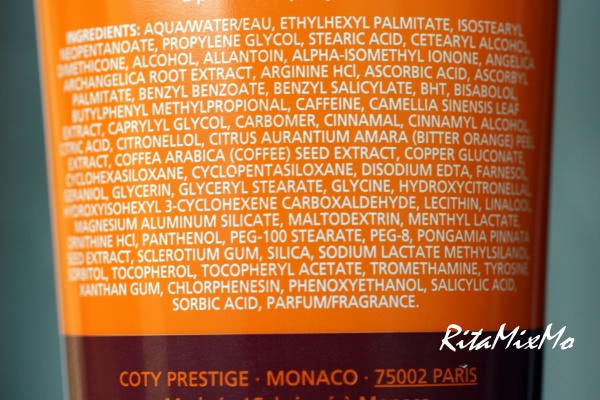 INGREDIENTS: AQUA/WATER/EAU, ETHYLHEXYL PALMITATE, ISOSTEARYL
NEOPENTANOATE, PROPYLENE GLYCOL, STEARIC ACID, CETEARYL ALCOHOL,
DIMETHICONE, ALCOHOL, ALLANTOIN, ALPHA-ISOMETHYL IONONE, ANGELICA
ARCHANGELICA ROOT EXTRACT, ARGININE HCl, ASCORBIC ACID, ASCORBYL
PALMITATE, BENZYL BENZOATE, BENZYL SALICYLATE, BHT, BISABOLOL,
BUTYLPHENYL METHYLPROPIONAL, CAFFEINE, CAMELLIA SINENSIS LEAF
EXTRACT, CAPRYLYL GLYCOL, CARBOMER, CINNAMAL, CINNAMYL ALCOHOL,
CITRIC ACID, CITRONELLOL, CITRUS AURANTIUM AMARA (BITTER ORANGE) PEEL
EXTRACT, COFFEA ARABICA (COFFEE) SEED EXTRACT, COPPER GLUCONATE,
CYCLOHEXASILOXANE, CYCLOPENTASILOXANE, DISODIUM EDTA, FARNESOL,
GERANIOL, GLYCERIN, GLYCERYL STEARATE, GLYCINE, HYDROXYCITRONELLAL,
HYDROXYISOHEXYL 3-CYCLOHEXENE CARBOXALDEHYDE, LECITHIN, LINALOOL,
MAGNESIUM ALUMINUM SILICATE, MALTODEXTRIN, MENTHYL LACTATE,
ORNITHINE HCl, PANTHENOL, PEG-100 STEARATE, PEG-8, PONGAMIA PINNATA
SEED EXTRACT, SCLEROTIUM GUM, SILICA, SODIUM LACTATE METHYLSILANOL,
SORBITOL, TOCOPHEROL, TOCOPHERYL ACETATE, TROMETHAMINE, TYROSINE,
XANTHAN GUM, CHLORPHENESIN, PHENOXYETHANOL, SALICYLIC ACID,
SORBIC ACID, PARFUM/FRAGRANCE.
RitaMixMo
COTY PRESTIGE · MONACO · 75002 PARIS